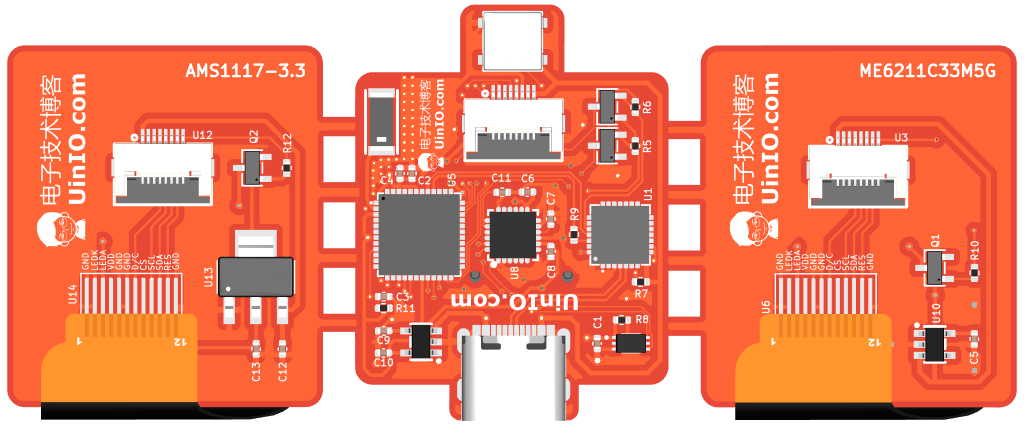 AMS1117-3.3
电子技术博客
UinIO.com
U12
Q2
R12
GND
LEDK
LEDA
VDD
GND
GND
D/C
CS
SCL
SDA
RES
GND
U14
U13
1
12
C13
C12
电子技术博客
UinIO.com
R6
R5
C4
C2
U5
C11
C6
C7
R9
U1
U8
C8
R7
C3
R11
UinIO.com
C9
C10
C1
R8
ME6211C33M5G
电子技术博客
UinIO.com
U3
GND
LEDK
LEDA
VDD
GND
GND
D/C
CS
SCL
SDA
RES
GND
U6
1
12
Q1
R10
U10
C5